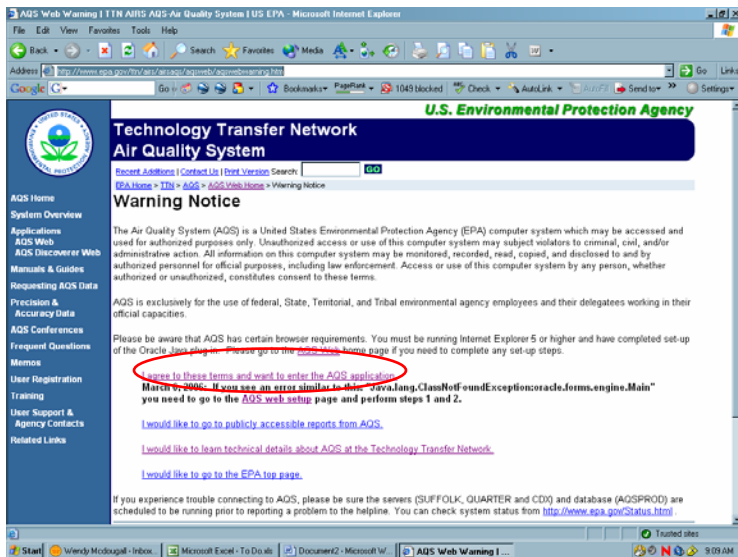 AQS Web Warning | TTN AIRS AQS-Air Quality System | US EPA - Microsoft Internet Explorer
File Edit View Favorites Tools Help
Back Search Favorites Media
Address http://www.epa.gov/ttn/airs/airsaqs/aqsweb/aqswebwarning.htm Go Links
Google G Go Bookmarks PageRank 1049 blocked Check AutoLink AutoFill Send to Settings
U.S. Environmental Protection Agency
Technology Transfer Network
Air Quality System
Recent Additions | Contact Us | Print Version Search: GO
EPA Home > TTN > AQS > AQS Web Home > Warning Notice
Warning Notice
AQS Home
System Overview
Applications
AQS Web
AQS Discoverer Web
Manuals & Guides
Requesting AQS Data
Precision &
Accuracy Data
AQS Conferences
Frequent Questions
Memos
User Registration
Training
User Support &
Agency Contacts
Related Links
The Air Quality System (AQS) is a United States Environmental Protection Agency (EPA) computer system which may be accessed and
used for authorized purposes only. Unauthorized access or use of this computer system may subject violators to criminal, civil, and/or
administrative action. All information on this computer system may be monitored, recorded, read, copied, and disclosed to and by
authorized personnel for official purposes, including law enforcement. Access or use of this computer system by any person, whether
authorized or unauthorized, constitutes consent to these terms.
AQS is exclusively for the use of federal, State, Territorial, and Tribal environmental agency employees and their delegatees working in their
official capacities.
Please be aware that AQS has certain browser requirements. You must be running Internet Explorer 5 or higher and have completed set-up
of the Oracle Java plug in. Please go to the AQS Web home page if you need to complete any set-up steps.
I agree to these terms and want to enter the AQS application.
March 6, 2006: If you see an error similar to this: "Java.lang.ClassNotFoundException:oracle.forms.engine.Main"
you need to go to the AQS web setup page and perform steps 1 and 2.
I would like to go to publicly accessible reports from AQS.
I would like to learn technical details about AQS at the Technology Transfer Network.
I would like to go to the EPA top page.
If you experience trouble connecting to AQS, please be sure the servers (SUFFOLK, QUARTER and CDX) and database (AQSPROD) are
scheduled to be running prior to reporting a problem to the helpline. You can check system status from http://www.epa.gov/Status.html .
Trusted sites
Start Wendy Mcdougall - Inbox... Microsoft Excel - To Do.xls Document2 - Microsoft W... AQS Web Warning | ... 9:09 AM